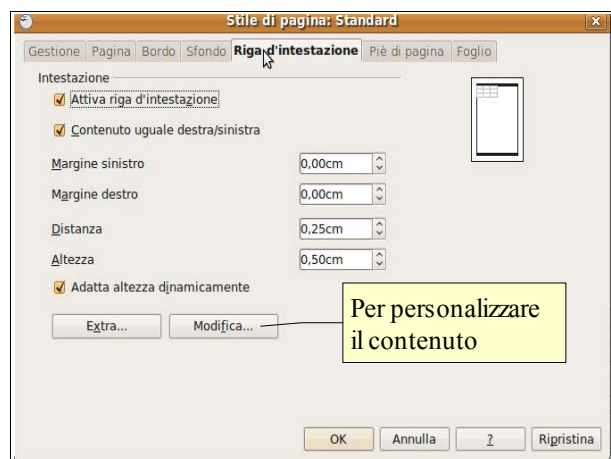 Stile di pagina: Standard
Gestione Pagina Bordo Sfondo Riga d'intestazione Piè di pagina Foglio
Intestazione
Attiva riga d'intestazione
Contenuto uguale destra/sinistra
Margine sinistro 0,00cm
Margine destro 0,00cm
Distanza 0,25cm
Altezza 0,50cm
Adatta altezza dinamicamente
Extra... Modifica...
Per personalizzare
il contenuto
OK Annulla ? Ripristina